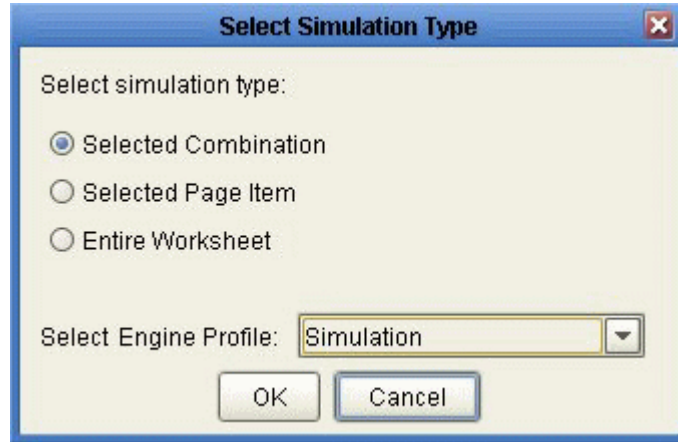 Select Simulation Type
Select simulation type:
Selected Combination
Selected Page Item
Entire Worksheet
Select Engine Profile: Simulation
OK Cancel